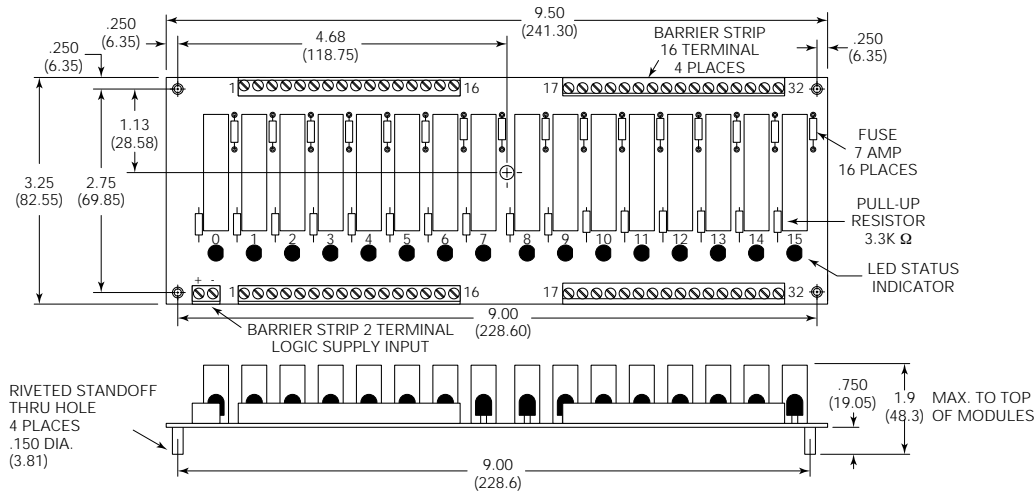 9.50
(241.30)
.250
(6.35)
4.68
(118.75)
BARRIER STRIP
16 TERMINAL
4 PLACES
.250
(6.35)
.250
(6.35)
1 16 17 32
1.13
(28.58)
FUSE
7 AMP
16 PLACES
3.25
(82.55)
2.75
(69.85)
PULL-UP
RESISTOR
3.3K Ω
0 1 2 3 4 5 6 7 8 9 10 11 12 13 14 15
LED STATUS
INDICATOR
+ -
1 16 17 32
9.00
(228.60)
BARRIER STRIP 2 TERMINAL
LOGIC SUPPLY INPUT
RIVETED STANDOFF
THRU HOLE
4 PLACES
.150 DIA.
(3.81)
.750
(19.05)
1.9
(48.3)
MAX. TO TOP
OF MODULES
9.00
(228.6)